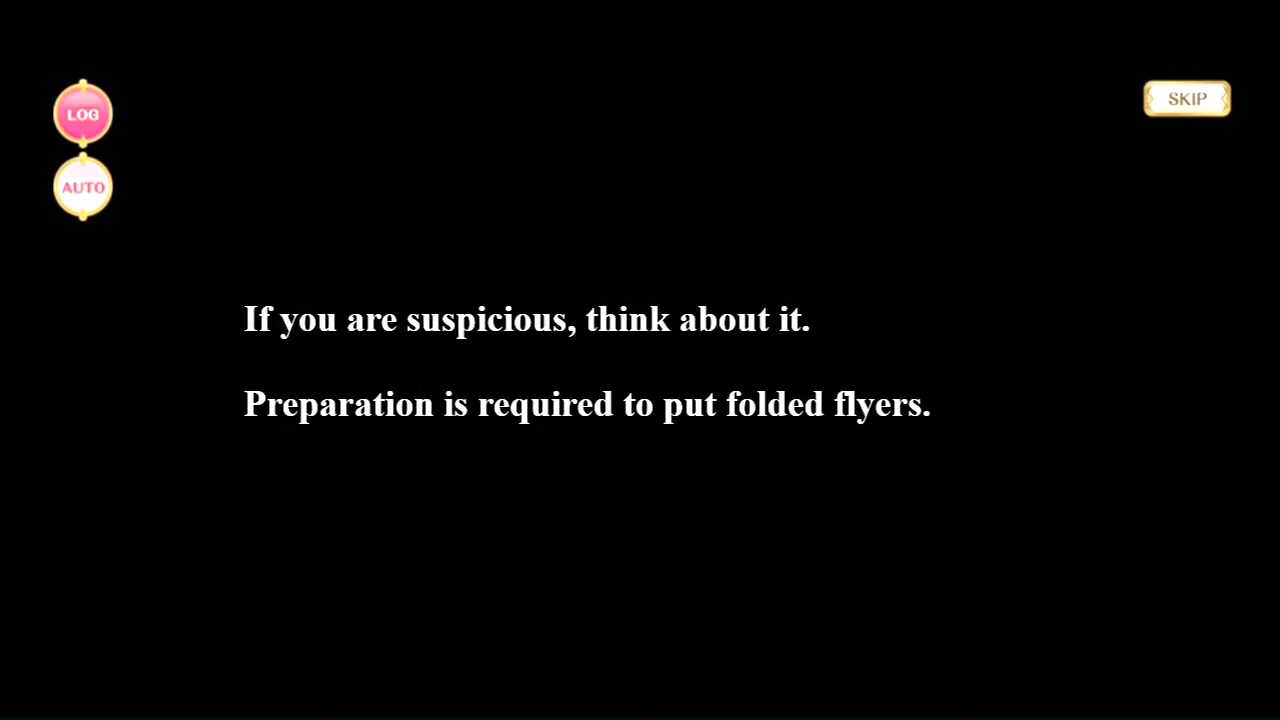 LOG
SKIP
AUTO
If you are suspicious, think about it.
Preparation is required to put folded flyers.